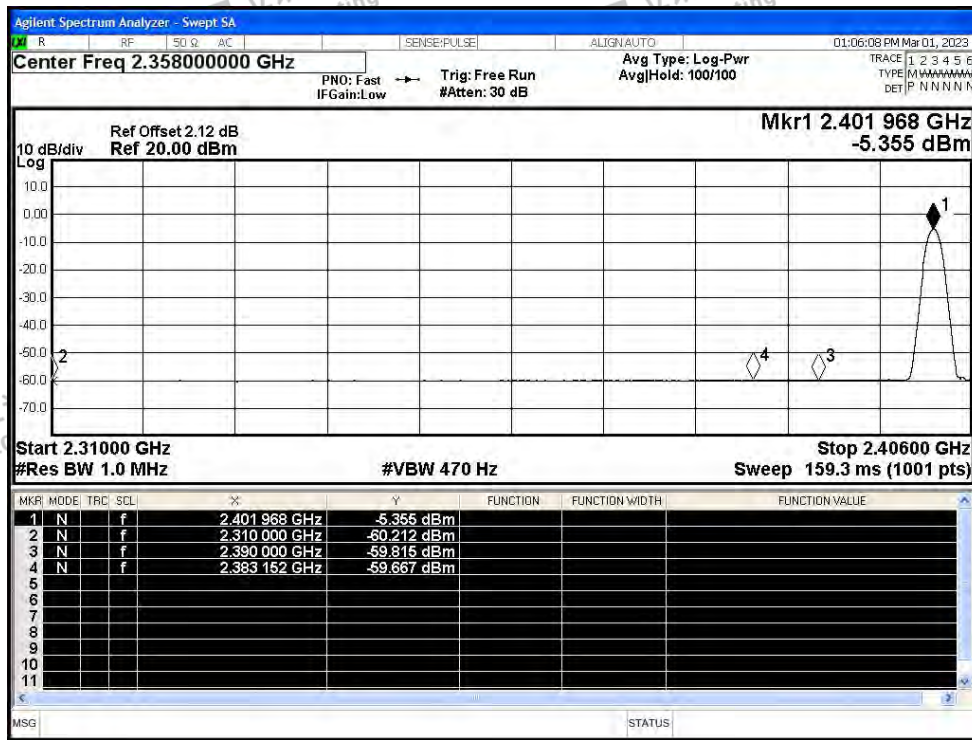 Agilent Spectrum Analyzer - Swept SA
LXI R RF 50 Ω AC SENSE:PULSE ALIGNAUTO 01:06:08 PM Mar 01, 2023
Center Freq 2.358000000 GHz Avg Type: Log-Pwr TRACE 1 2 3 4 5 6
PNO: Fast Trig: Free Run Avg|Hold: 100/100 TYPE M WWWWW
IFGain:Low #Atten: 30 dB DET P N N N N N
Mkr1 2.401 968 GHz
Ref Offset 2.12 dB
10 dB/div Ref 20.00 dBm -5.355 dBm
Log
10.0
0.00
1
-10.0
-20.0
-30.0
-40.0
-50.0
2 4 3
-60.0
-70.0
Start 2.31000 GHz Stop 2.40600 GHz
#Res BW 1.0 MHz #VBW 470 Hz Sweep 159.3 ms (1001 pts)
MKR MODE TRC SCL X Y FUNCTION FUNCTION WIDTH FUNCTION VALUE
1 N f 2.401 968 GHz -5.355 dBm
2 N f 2.310 000 GHz -60.212 dBm
3 N f 2.390 000 GHz -59.815 dBm
4 N f 2.383 152 GHz -59.667 dBm
5
6
7
8
9
10
11
MSG STATUS